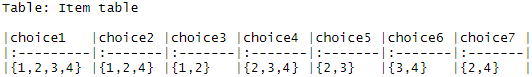 Table: Item table
|choice1   |choice2 |choice3 |choice4 |choice5 |choice6 |choice7 |
|:---------|:-------|:-------|:-------|:-------|:-------|:-------|
|{1,2,3,4} |{1,2,4} |{1,2}   |{2,3,4} |{2,3}   |{3,4}   |{2,4}   |